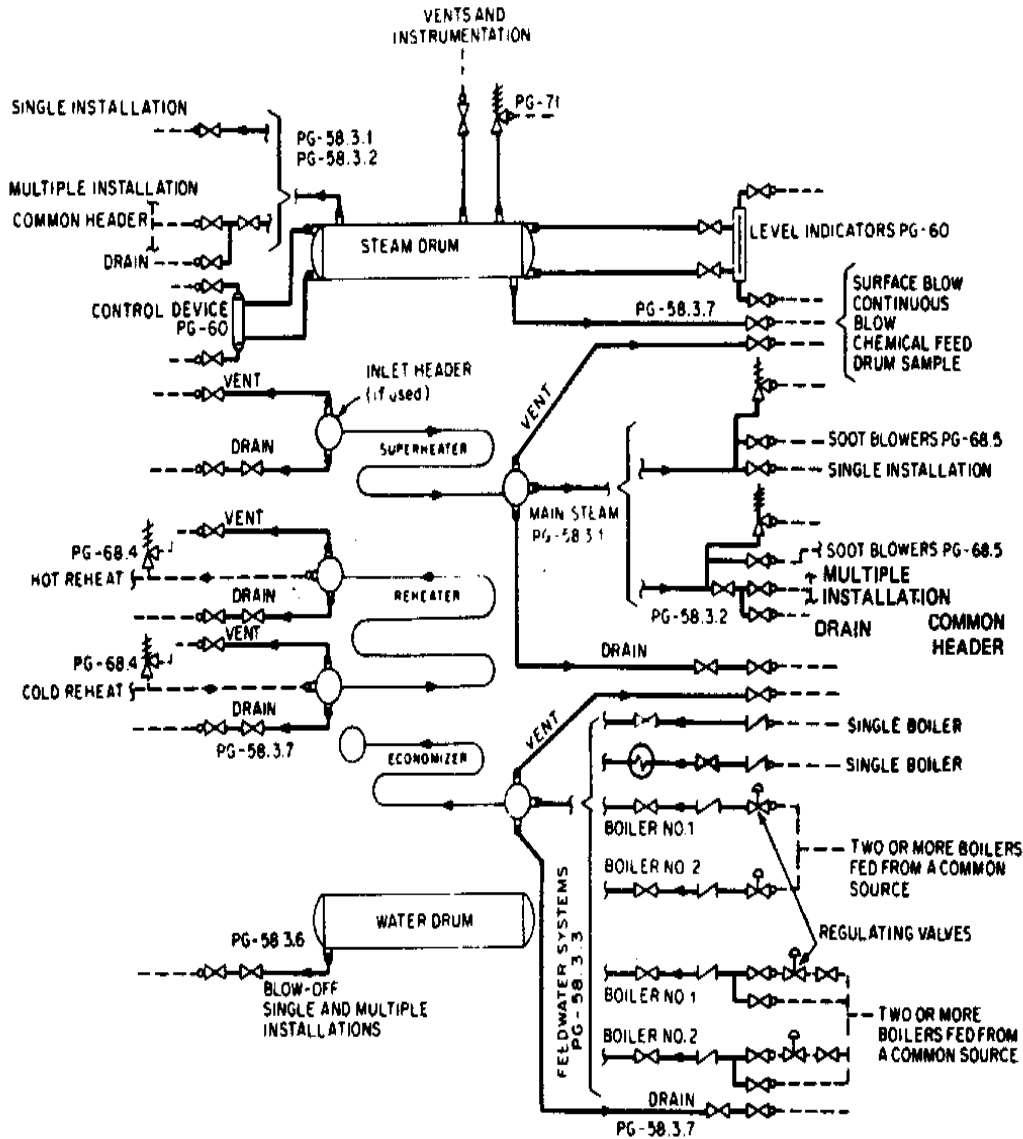 VENTS AND
INSTRUMENTATION
SINGLE INSTALLATION
PG-71
PG-58.3.1
PG-58.3.2
MULTIPLE INSTALLATION
COMMON HEADER
STEAM DRUM
LEVEL INDICATORS PG-60
DRAIN
CONTROL DEVICE
PG-60
PG-58.3.7
SURFACE BLOW
CONTINUOUS
BLOW
CHEMICAL FEED
DRUM SAMPLE
INLET HEADER
(if used)
VENT
VENT
DRAIN
SUPERHEATER
SOOT BLOWERS PG-68.5
SINGLE INSTALLATION
MAIN STEAM
PG-58.3.1
VENT
PG-68.4
HOT REHEAT
REHEATER
SOOT BLOWERS PG-68.5
MULTIPLE
INSTALLATION
DRAIN
PG-58.3.2
DRAIN
COMMON
HEADER
VENT
PG-68.4
COLD REHEAT
DRAIN
DRAIN
PG-58.3.7
VENT
ECONOMIZER
SINGLE BOILER
SINGLE BOILER
BOILER NO.1
TWO OR MORE BOILERS
FED FROM A COMMON
SOURCE
BOILER NO. 2
WATER DRUM
REGULATING VALVES
PG-58 3.6
FEEDWATER SYSTEMS
PG-58.3.3
BLOW-OFF
SINGLE AND MULTIPLE
INSTALLATIONS
BOILER NO 1
TWO OR MORE
BOILERS FED FROM
A COMMON SOURCE
BOILER NO.2
DRAIN
PG-58.3.7